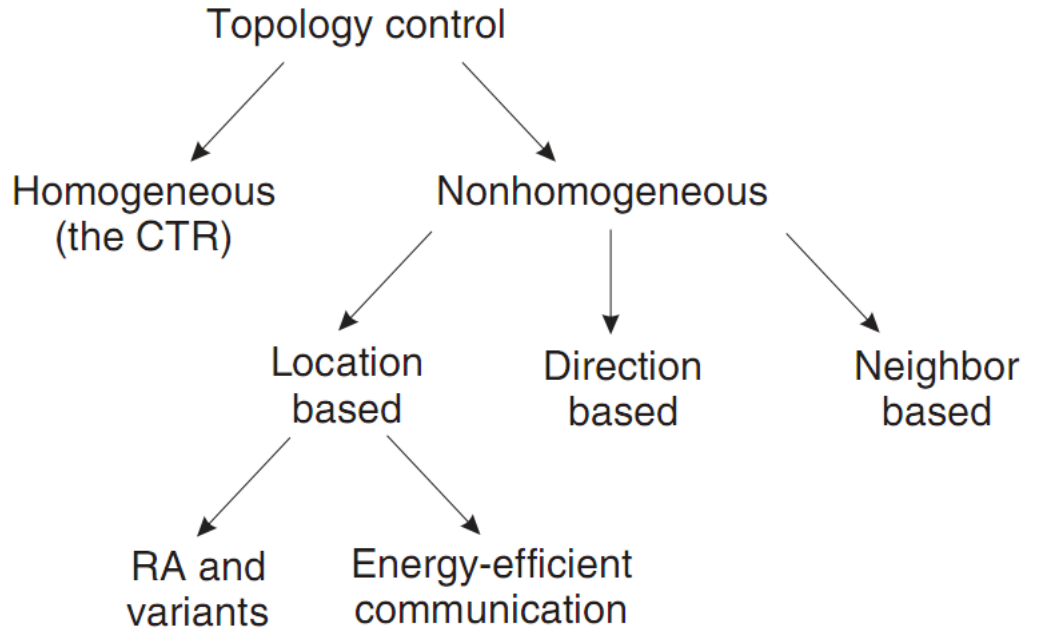 Topology control
Homogeneous
(the CTR)
Nonhomogeneous
Location
based
Direction
based
Neighbor
based
RA and
variants
Energy-efficient
communication